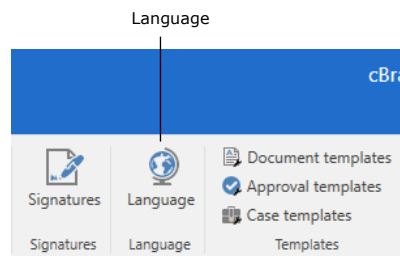 Language
cBra
Signatures
Language
Document templates
Approval templates
Case templates
Signatures
Language
Templates